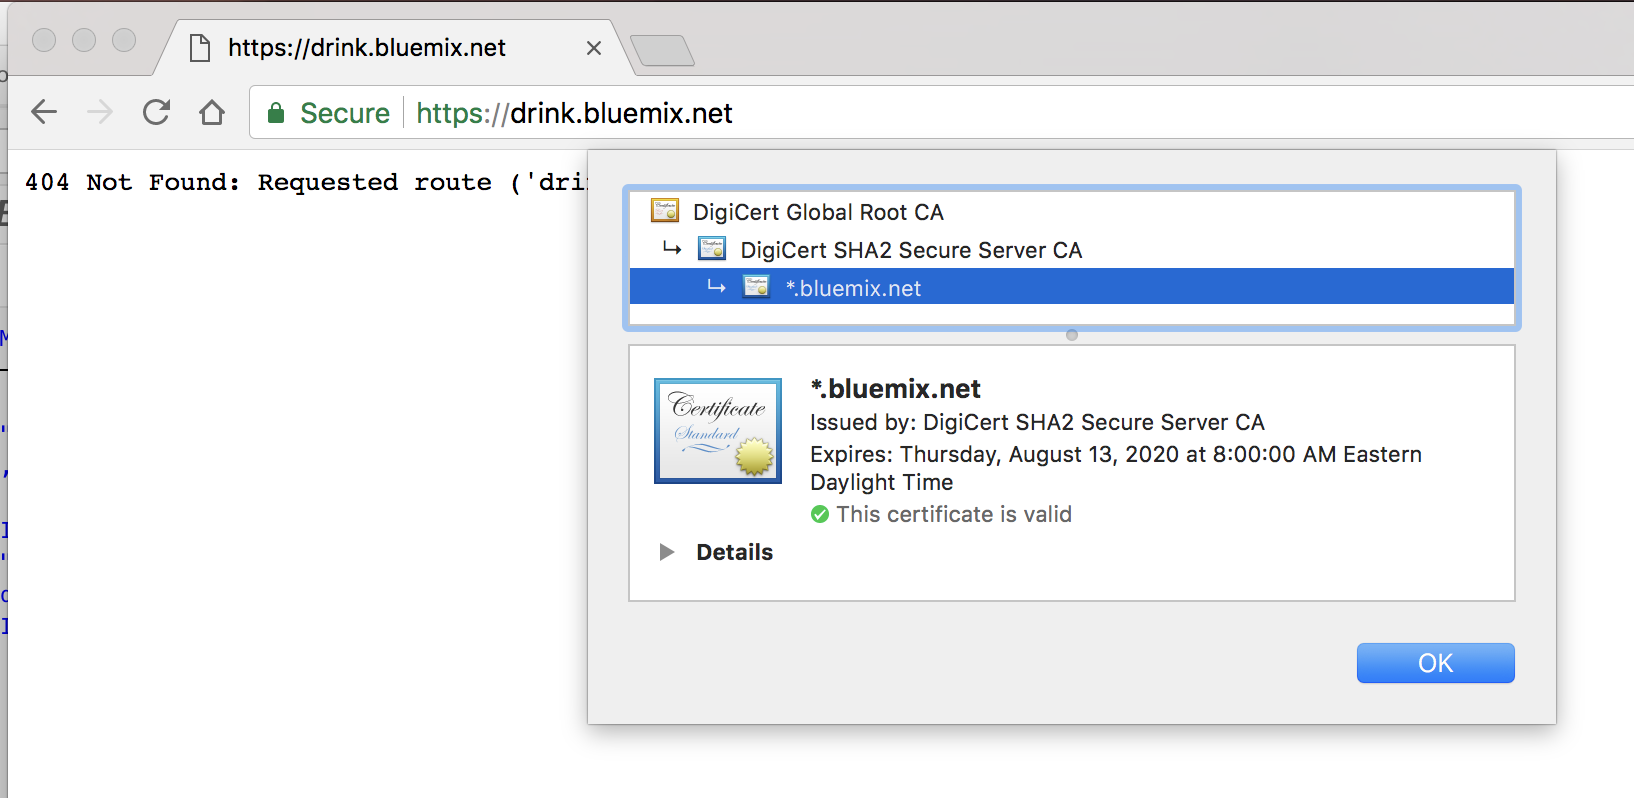 https://drink.bluemix.net
Secure https://drink.bluemix.net
404 Not Found: Requested route ('dri
DigiCert Global Root CA
DigiCert SHA2 Secure Server CA
*.bluemix.net
Certificate
Standard
*.bluemix.net
Issued by: DigiCert SHA2 Secure Server CA
Expires: Thursday, August 13, 2020 at 8:00:00 AM Eastern
Daylight Time
This certificate is valid
Details
OK